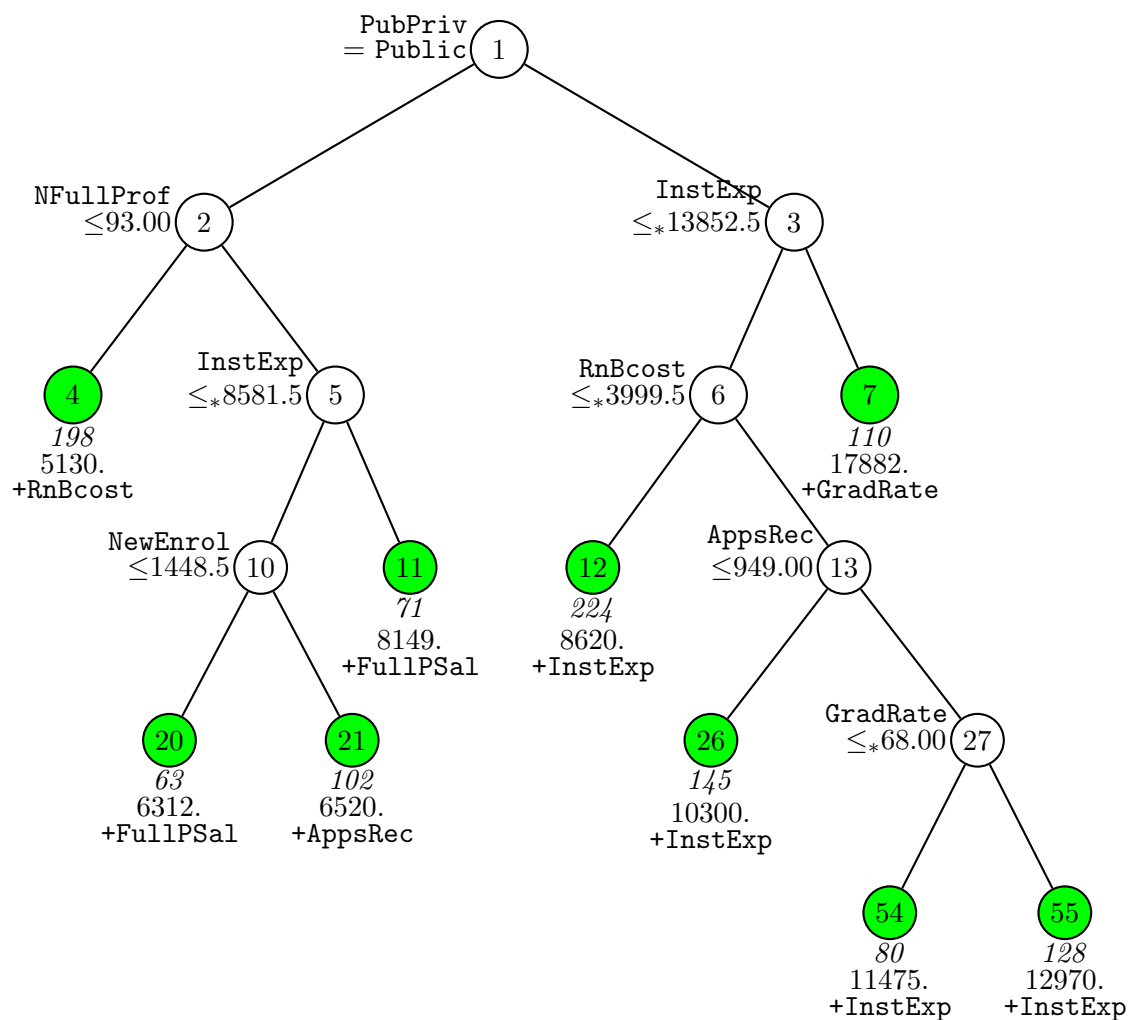 PubPriv
= Public
1
NFullProf
≤93.00
2
InstExp
≤*13852.5
3
4
198
5130.
+RnBcost
InstExp
≤*8581.5
5
RnBcost
≤*3999.5
6
7
110
17882.
+GradRate
NewEnrol
≤1448.5
10
11
71
8149.
+FullPSal
12
224
8620.
+InstExp
AppsRec
≤949.00
13
20
63
6312.
+FullPSal
21
102
6520.
+AppsRec
26
145
10300.
+InstExp
GradRate
≤*68.00
27
54
80
11475.
+InstExp
55
128
12970.
+InstExp